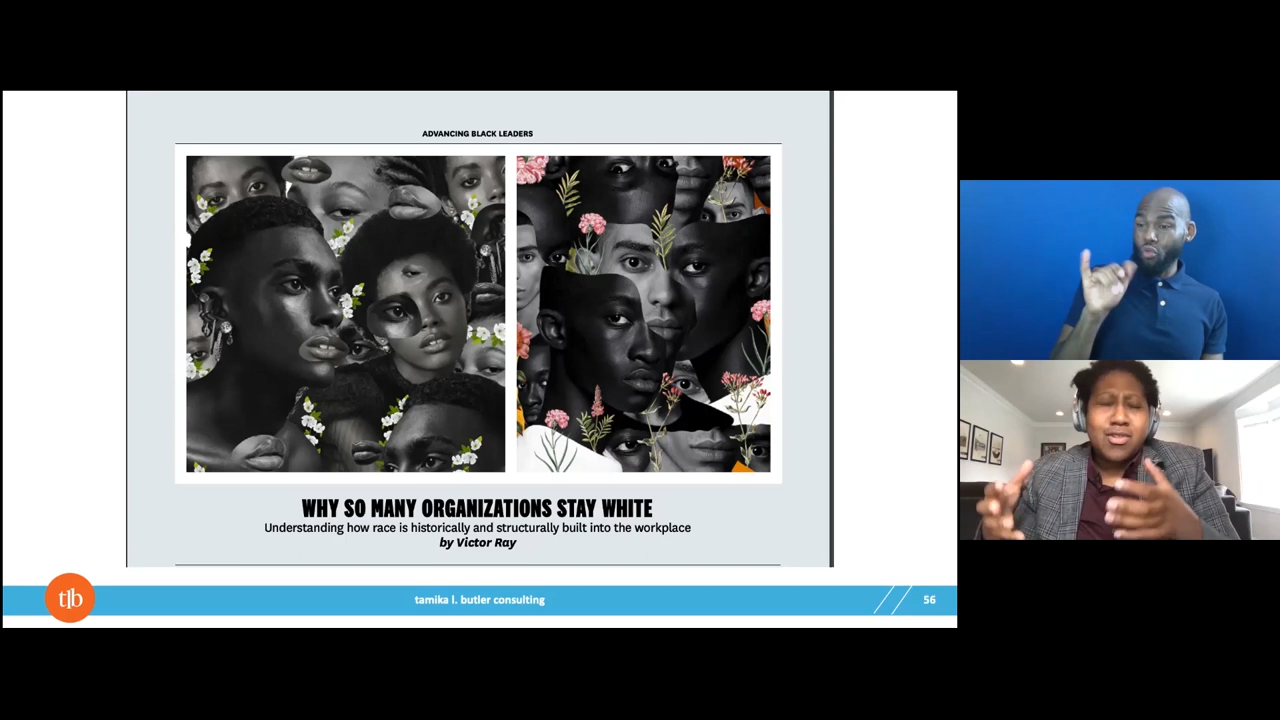 ADVANCING BLACK LEADERS
WHY SO MANY ORGANIZATIONS STAY WHITE
Understanding how race is historically and structurally built into the workplace
by Victor Ray
tlb
tamika l. butler consulting
56